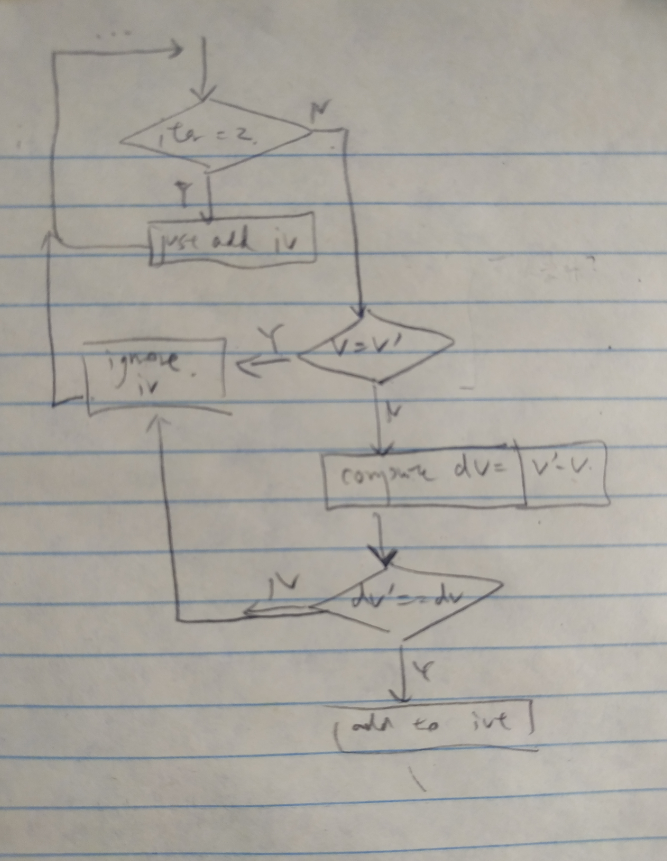 ...
iter = 2.
N
Y
just add iv
V = V'
Y
ignore
iv
N
compute dv = V' - V.
dv' == dv
N
Y
add to ivt